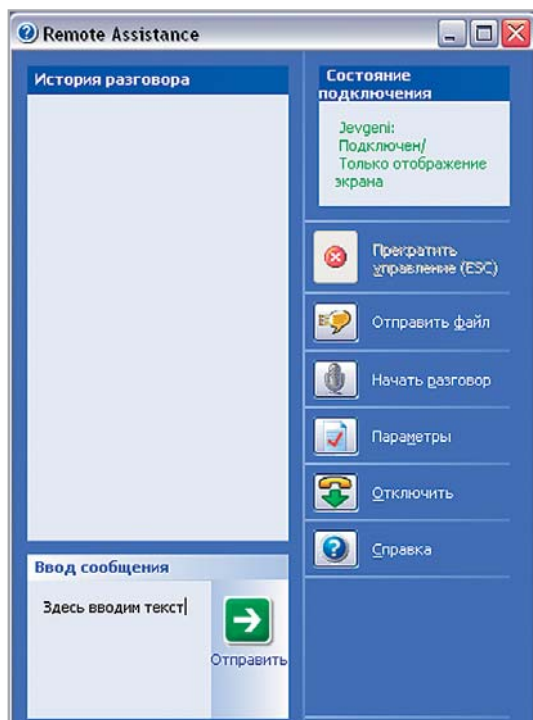 Remote Assistance
История разговора
Состояние
подключения
Jevgeni:
Подключен/
Только отображение
экрана
Прекратить
управление (ESC)
Отправить файл
Начать разговор
Параметры
Отключить
Справка
Ввод сообщения
Здесь вводим текст
Отправить